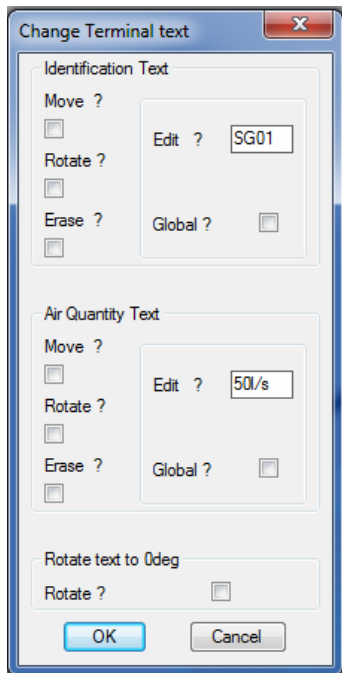 Change Terminal text
Identification Text
Move ?
Edit ? SG01
Rotate ?
Erase ?
Global ?
Air Quantity Text
Move ?
Edit ? 50l/s
Rotate ?
Erase ?
Global ?
Rotate text to 0deg
Rotate ?
OK Cancel